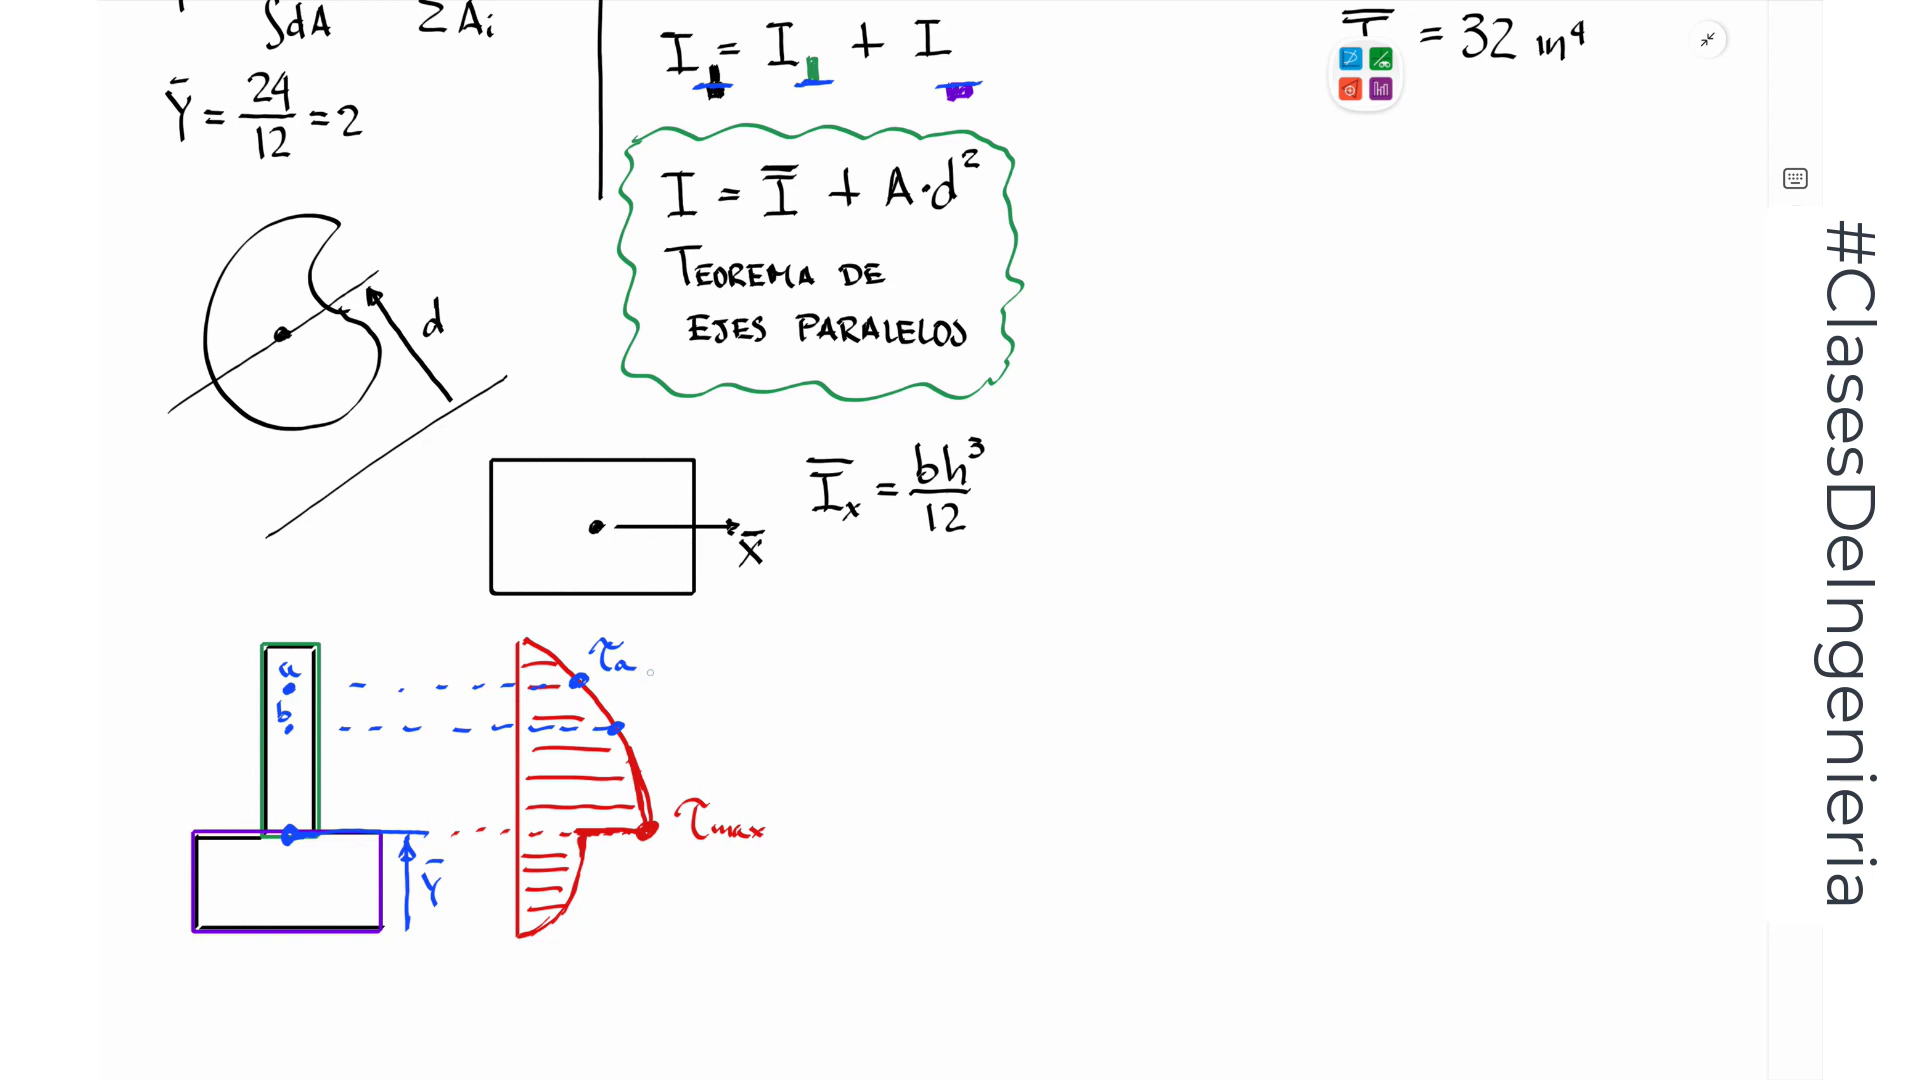 ∫dA ΣAᵢ
Ȳ = 24/12 = 2
I = I + I
I = Ī + A·d²
TEOREMA DE
EJES PARALELOS
d
Īₓ = bh³/12
X̄
a
b
Ȳ
τa
τmax
Ī = 32 in⁴
#ClasesDeIngenieria